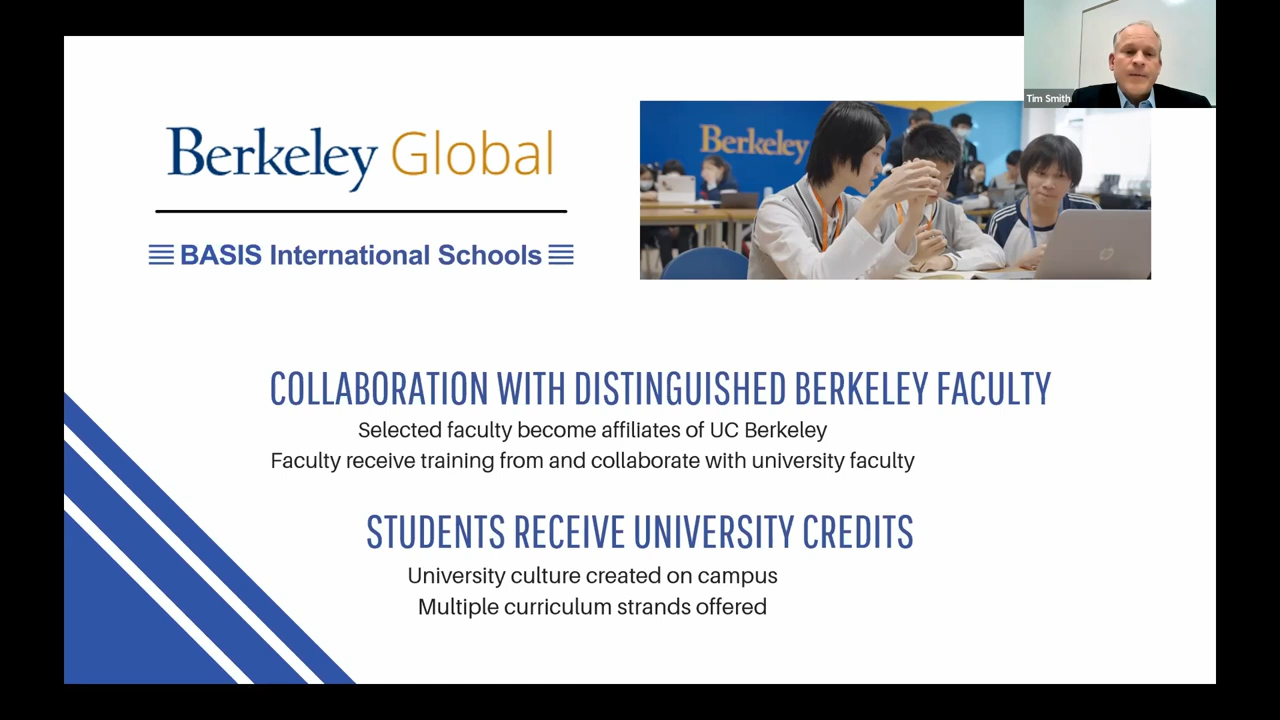 Tim Smith
Berkeley Global
BASIS International Schools
Berkeley
COLLABORATION WITH DISTINGUISHED BERKELEY FACULTY
Selected faculty become affiliates of UC Berkeley
Faculty receive training from and collaborate with university faculty
STUDENTS RECEIVE UNIVERSITY CREDITS
University culture created on campus
Multiple curriculum strands offered